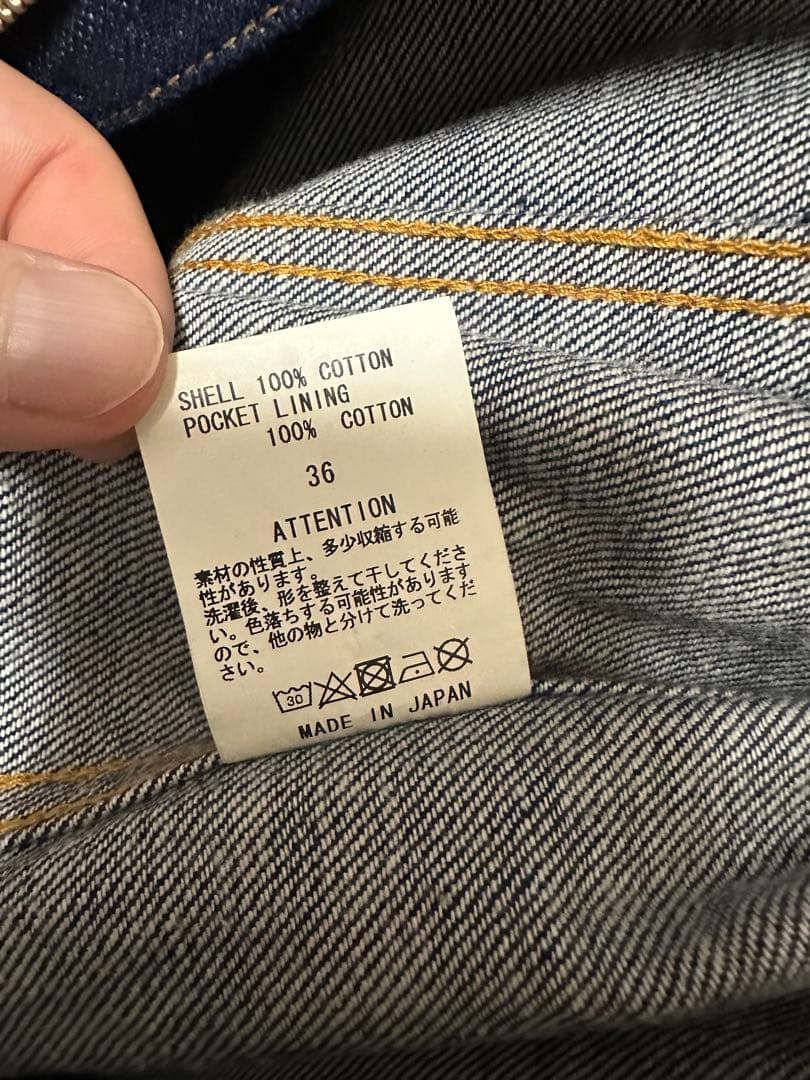 SHELL 100% COTTON
POCKET LINING
100% COTTON
36
ATTENTION
素材の性質上、多少収縮する可能
性があります。
洗濯後、形を整えて干してくださ
い。色落ちする可能性があります
ので、他の物と分けて洗ってくだ
さい。
30
MADE IN JAPAN